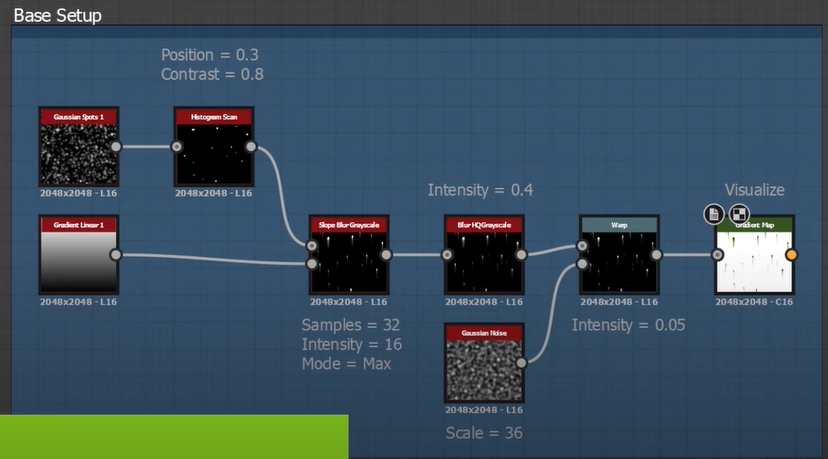 Base Setup
Position = 0.3
Contrast = 0.8
Gaussian Spots 1
Histogram Scan
2048x2048 - L16
2048x2048 - L16
Intensity = 0.4
Visualize
Gradient Linear 1
Slope Blur Grayscale
Blur HQ Grayscale
Warp
Gradient Map
2048x2048 - L16
2048x2048 - L16
2048x2048 - L16
2048x2048 - L16
2048x2048 - C16
Samples = 32
Intensity = 16
Mode = Max
Gaussian Noise
Intensity = 0.05
2048x2048 - L16
Scale = 36